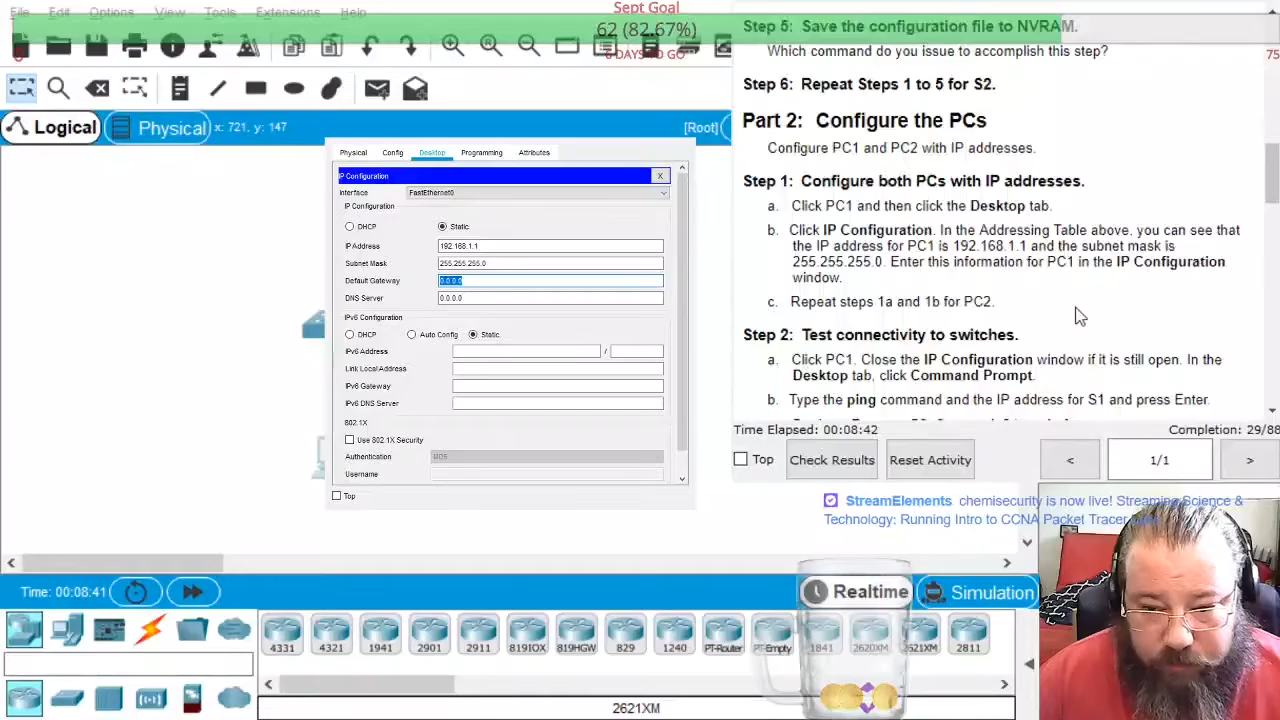 File Edit Options View Tools Extensions Help
Sept Goal
62 (82.67%)
6 DAYS TO GO
0
75
Logical
Physical
x: 721, y: 147
[Root]
Physical Config Desktop Programming Attributes
IP Configuration
X
Interface FastEthernet0
IP Configuration
DHCP Static
IP Address 192.168.1.1
Subnet Mask 255.255.255.0
Default Gateway 0.0.0.0
DNS Server 0.0.0.0
IPv6 Configuration
DHCP Auto Config Static
IPv6 Address /
Link Local Address
IPv6 Gateway
IPv6 DNS Server
802.1X
Use 802.1X Security
Authentication MD5
Username
Top
Step 5: Save the configuration file to NVRAM.
Which command do you issue to accomplish this step?
Step 6: Repeat Steps 1 to 5 for S2.
Part 2: Configure the PCs
Configure PC1 and PC2 with IP addresses.
Step 1: Configure both PCs with IP addresses.
a. Click PC1 and then click the Desktop tab.
b. Click IP Configuration. In the Addressing Table above, you can see that
the IP address for PC1 is 192.168.1.1 and the subnet mask is
255.255.255.0. Enter this information for PC1 in the IP Configuration
window.
c. Repeat steps 1a and 1b for PC2.
Step 2: Test connectivity to switches.
a. Click PC1. Close the IP Configuration window if it is still open. In the
Desktop tab, click Command Prompt.
b. Type the ping command and the IP address for S1 and press Enter.
Time Elapsed: 00:08:42
Completion: 29/88
Top
Check Results
Reset Activity
<
1/1
>
StreamElements chemisecurity is now live! Streaming Science &
Technology: Running Intro to CCNA Packet Tracer
Time: 00:08:41
Realtime
Simulation
4331 4321 1941 2901 2911 819IOX 819HGW 829 1240 PT-Router PT-Empty 1841 2620XM 2621XM 2811
2621XM